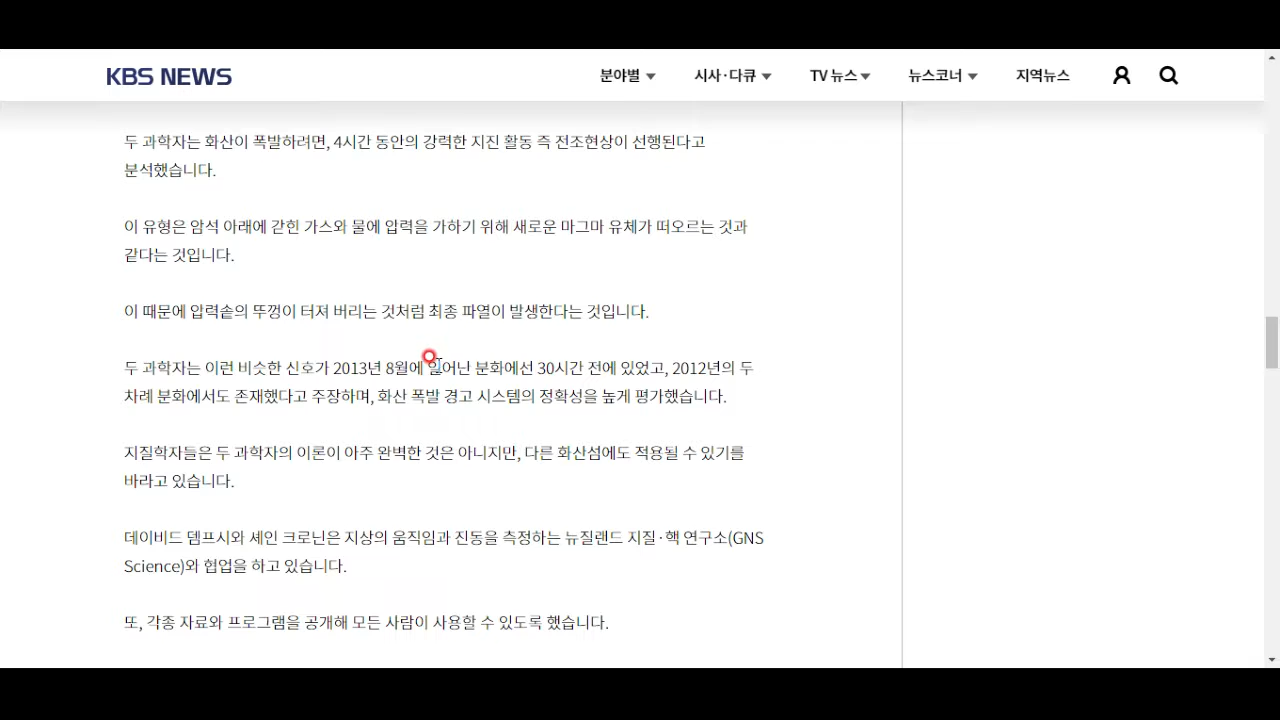 KBS NEWS 분야별 시사·다큐 TV 뉴스 뉴스코너 지역뉴스
두 과학자는 화산이 폭발하려면, 4시간 동안의 강력한 지진 활동 즉 전조현상이 선행된다고
분석했습니다.
이 유형은 암석 아래에 갇힌 가스와 물에 압력을 가하기 위해 새로운 마그마 유체가 떠오르는 것과
같다는 것입니다.
이 때문에 압력솥의 뚜껑이 터져 버리는 것처럼 최종 파열이 발생한다는 것입니다.
두 과학자는 이런 비슷한 신호가 2013년 8월에 일어난 분화에선 30시간 전에 있었고, 2012년의 두
차례 분화에서도 존재했다고 주장하며, 화산 폭발 경고 시스템의 정확성을 높게 평가했습니다.
지질학자들은 두 과학자의 이론이 아주 완벽한 것은 아니지만, 다른 화산섬에도 적용될 수 있기를
바라고 있습니다.
데이비드 뎀프시와 셰인 크로닌은 지상의 움직임과 진동을 측정하는 뉴질랜드 지질·핵 연구소(GNS
Science)와 협업을 하고 있습니다.
또, 각종 자료와 프로그램을 공개해 모든 사람이 사용할 수 있도록 했습니다.